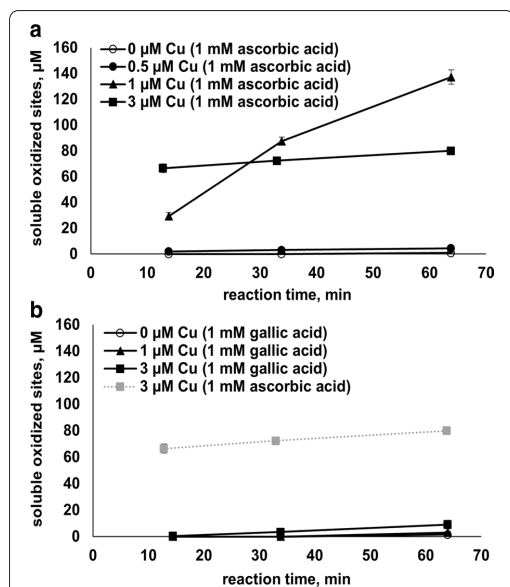 a
160
140
120
100
80
60
40
20
0
soluble oxidized sites, µM
0 µM Cu (1 mM ascorbic acid)
0.5 µM Cu (1 mM ascorbic acid)
1 µM Cu (1 mM ascorbic acid)
3 µM Cu (1 mM ascorbic acid)
0 10 20 30 40 50 60 70
reaction time, min
b
160
140
120
100
80
60
40
20
0
soluble oxidized sites, µM
0 µM Cu (1 mM gallic acid)
1 µM Cu (1 mM gallic acid)
3 µM Cu (1 mM gallic acid)
3 µM Cu (1 mM ascorbic acid)
0 10 20 30 40 50 60 70
reaction time, min